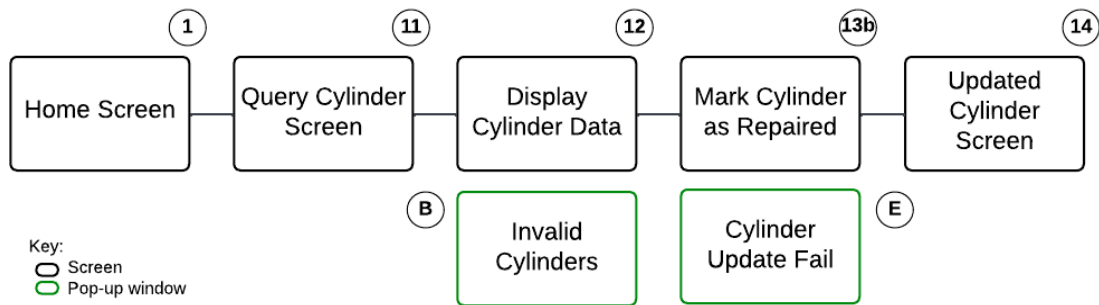 1
11
12
13b
14
Home Screen
Query Cylinder
Screen
Display
Cylinder Data
Mark Cylinder
as Repaired
Updated
Cylinder
Screen
B
Invalid
Cylinders
Cylinder
Update Fail
E
Key:
Screen
Pop-up window